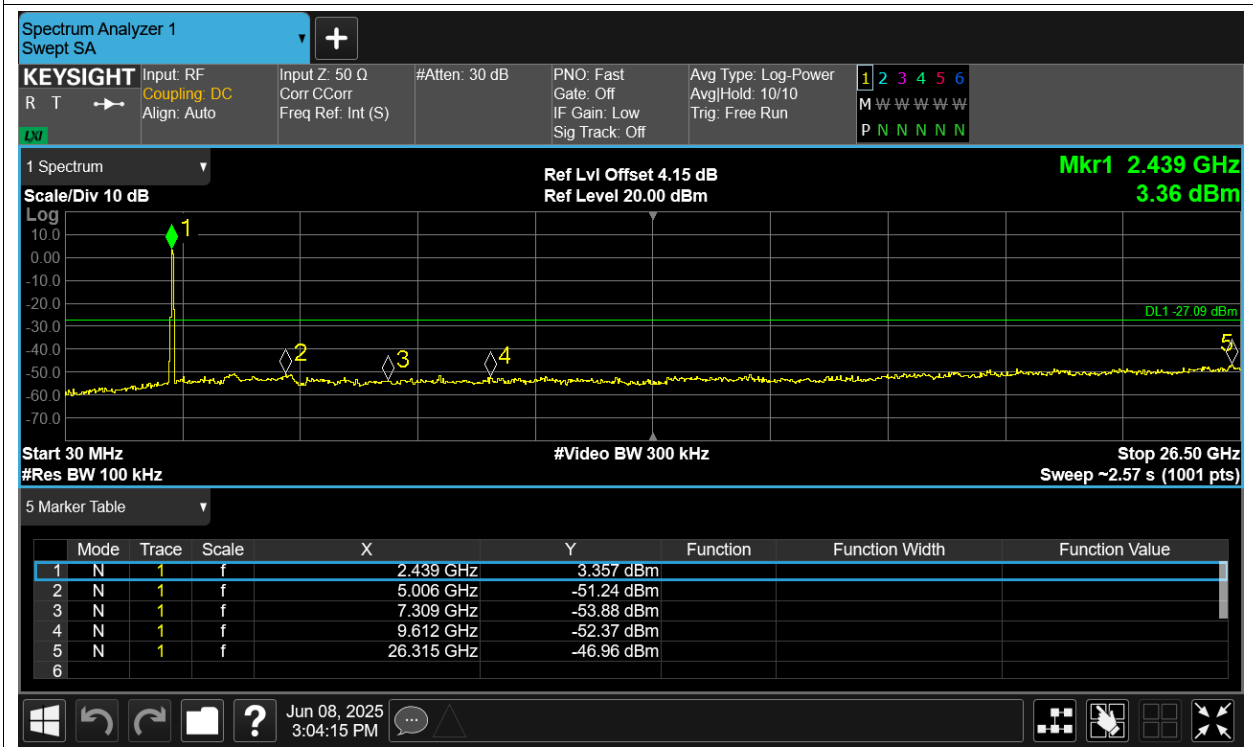 Spectrum Analyzer 1
Swept SA
+
KEYSIGHT Input: RF Input Z: 50 Ω #Atten: 30 dB PNO: Fast Avg Type: Log-Power 1 2 3 4 5 6
R T Coupling: DC Corr CCorr Gate: Off Avg|Hold: 10/10 M W W W W W
Align: Auto Freq Ref: Int (S) IF Gain: Low Trig: Free Run
LXI Sig Track: Off P N N N N N
1 Spectrum Ref Lvl Offset 4.15 dB Mkr1 2.439 GHz
Scale/Div 10 dB Ref Level 20.00 dBm 3.36 dBm
Log
1
10.0
0.00
-10.0
-20.0
DL1 -27.09 dBm
-30.0
-40.0
2 3 4 5
-50.0
-60.0
-70.0
Start 30 MHz #Video BW 300 kHz Stop 26.50 GHz
#Res BW 100 kHz Sweep ~2.57 s (1001 pts)
5 Marker Table
Mode Trace Scale X Y Function Function Width Function Value
1 N 1 f 2.439 GHz 3.357 dBm
2 N 1 f 5.006 GHz -51.24 dBm
3 N 1 f 7.309 GHz -53.88 dBm
4 N 1 f 9.612 GHz -52.37 dBm
5 N 1 f 26.315 GHz -46.96 dBm
6
? Jun 08, 2025
3:04:15 PM